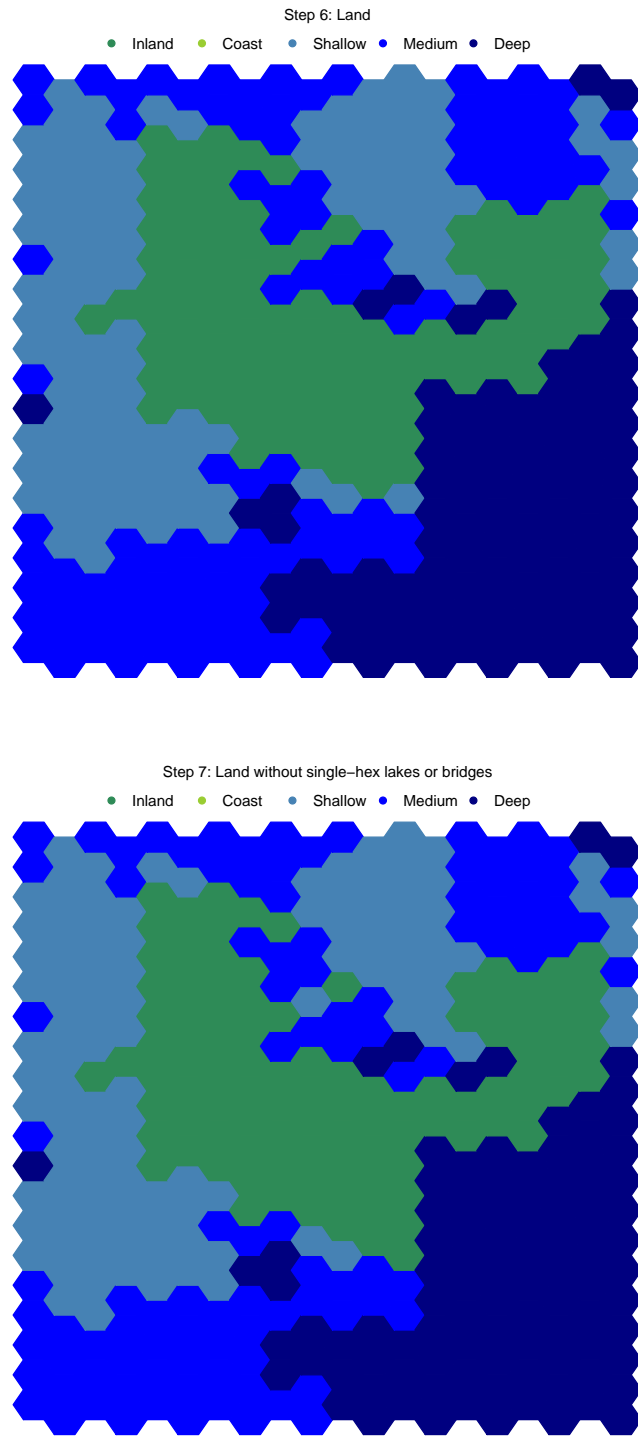 Step 6: Land
Inland Coast Shallow Medium Deep
Step 7: Land without single−hex lakes or bridges
Inland Coast Shallow Medium Deep